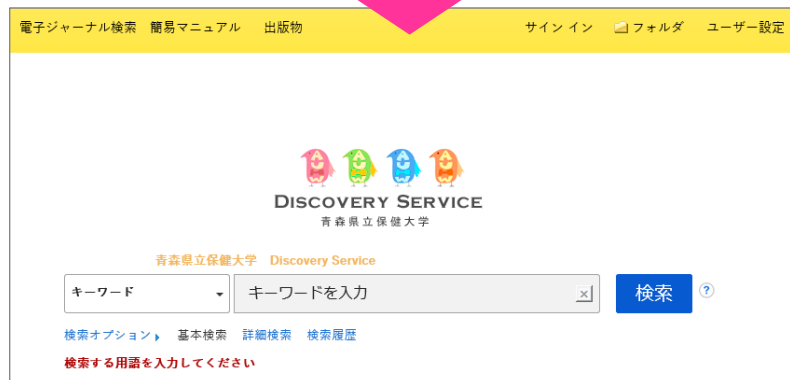 電子ジャーナル検索 簡易マニュアル 出版物 サイン イン フォルダ ユーザー設定
DISCOVERY SERVICE
青森県立保健大学
青森県立保健大学 Discovery Service
キーワード キーワードを入力 検索 ?
検索オプション 基本検索 詳細検索 検索履歴
検索する用語を入力してください